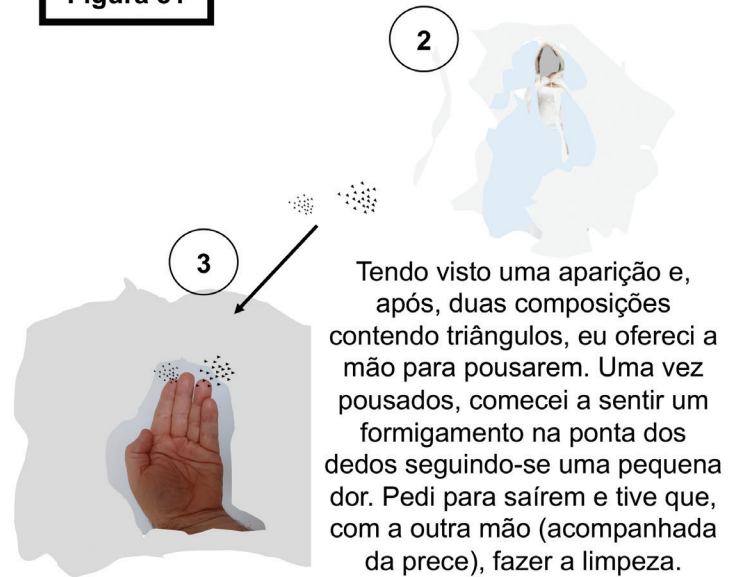 2
3
Tendo visto uma aparição e,
após, duas composições
contendo triângulos, eu ofereci a
mão para pousarem. Uma vez
pousados, comecei a sentir um
formigamento na ponta dos
dedos seguindo-se uma pequena
dor. Pedi para saírem e tive que,
com a outra mão (acompanhada
da prece), fazer a limpeza.